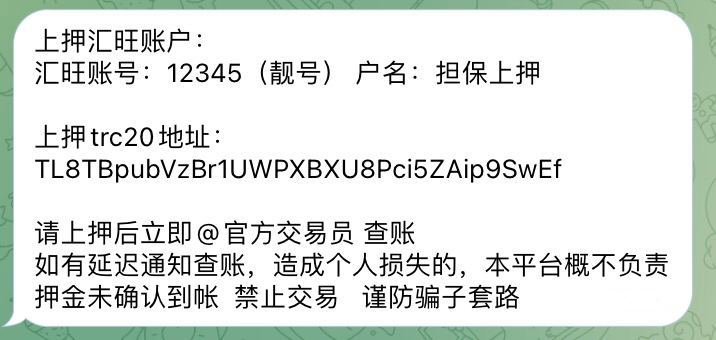 上押汇旺账户：
汇旺账号：12345（靓号） 户名：担保上押
上押trc20地址：
TL8TBpubVzBr1UWPXBXU8Pci5ZAip9SwEf
请上押后立即@官方交易员 查账
如有延迟通知查账，造成个人损失的，本平台概不负责
押金未确认到帐 禁止交易 谨防骗子套路